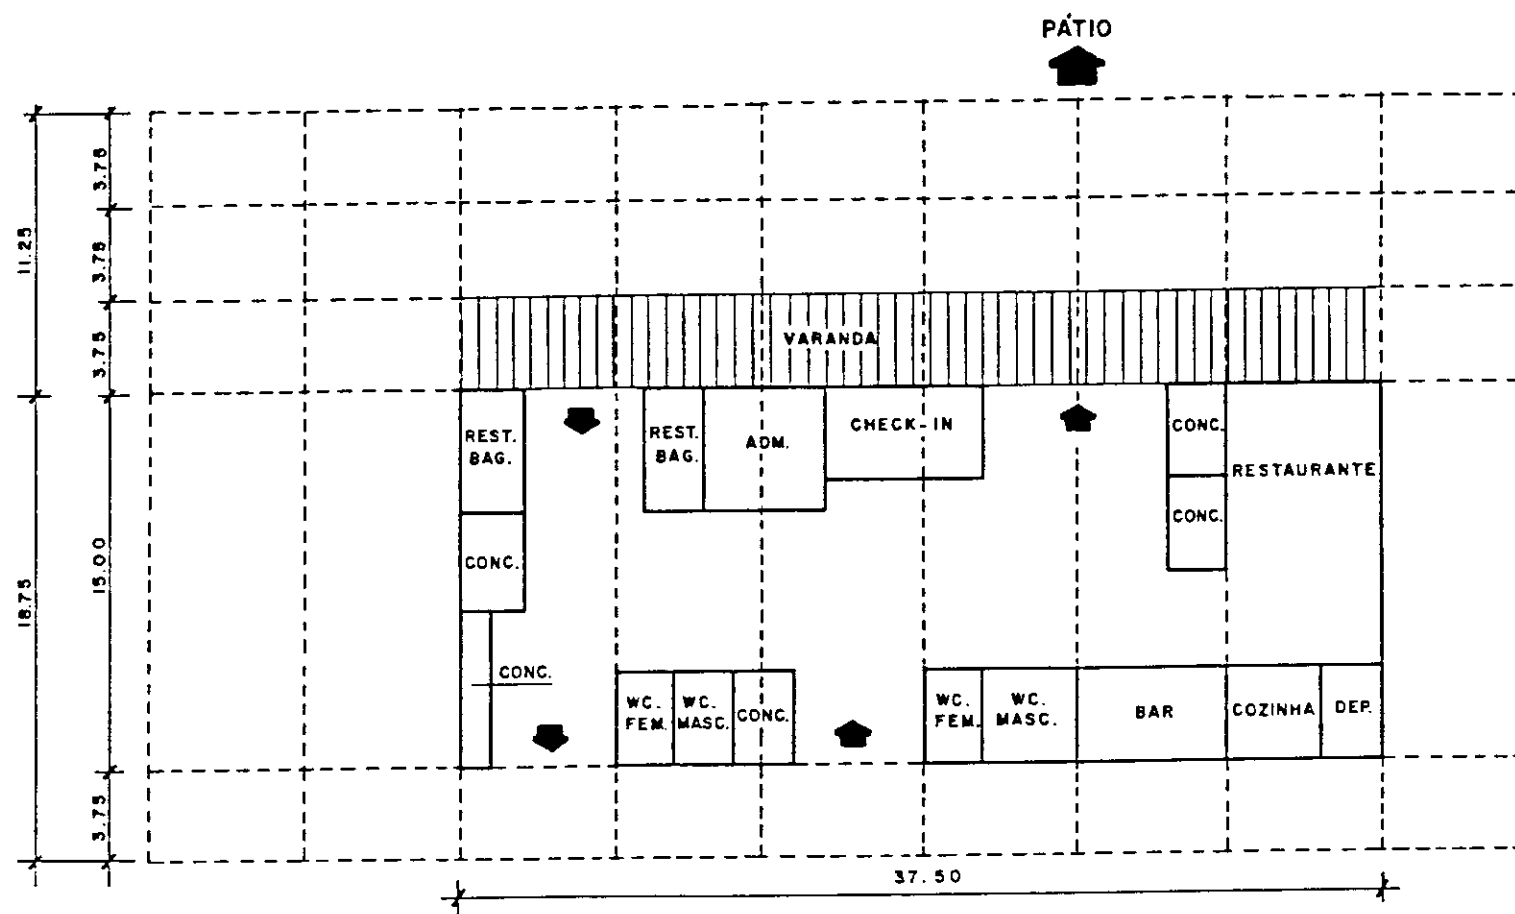 PÁTIO
3.75
11.25
3.75
3.75
VARANDA
REST.
BAG.
REST.
BAG.
ADM.
CHECK-IN
CONC.
RESTAURANTE
CONC.
CONC.
15.00
18.75
CONC.
WC.
FEM.
WC.
MASC.
CONC.
WC.
FEM.
WC.
MASC.
BAR
COZINHA
DEP.
3.75
37.50